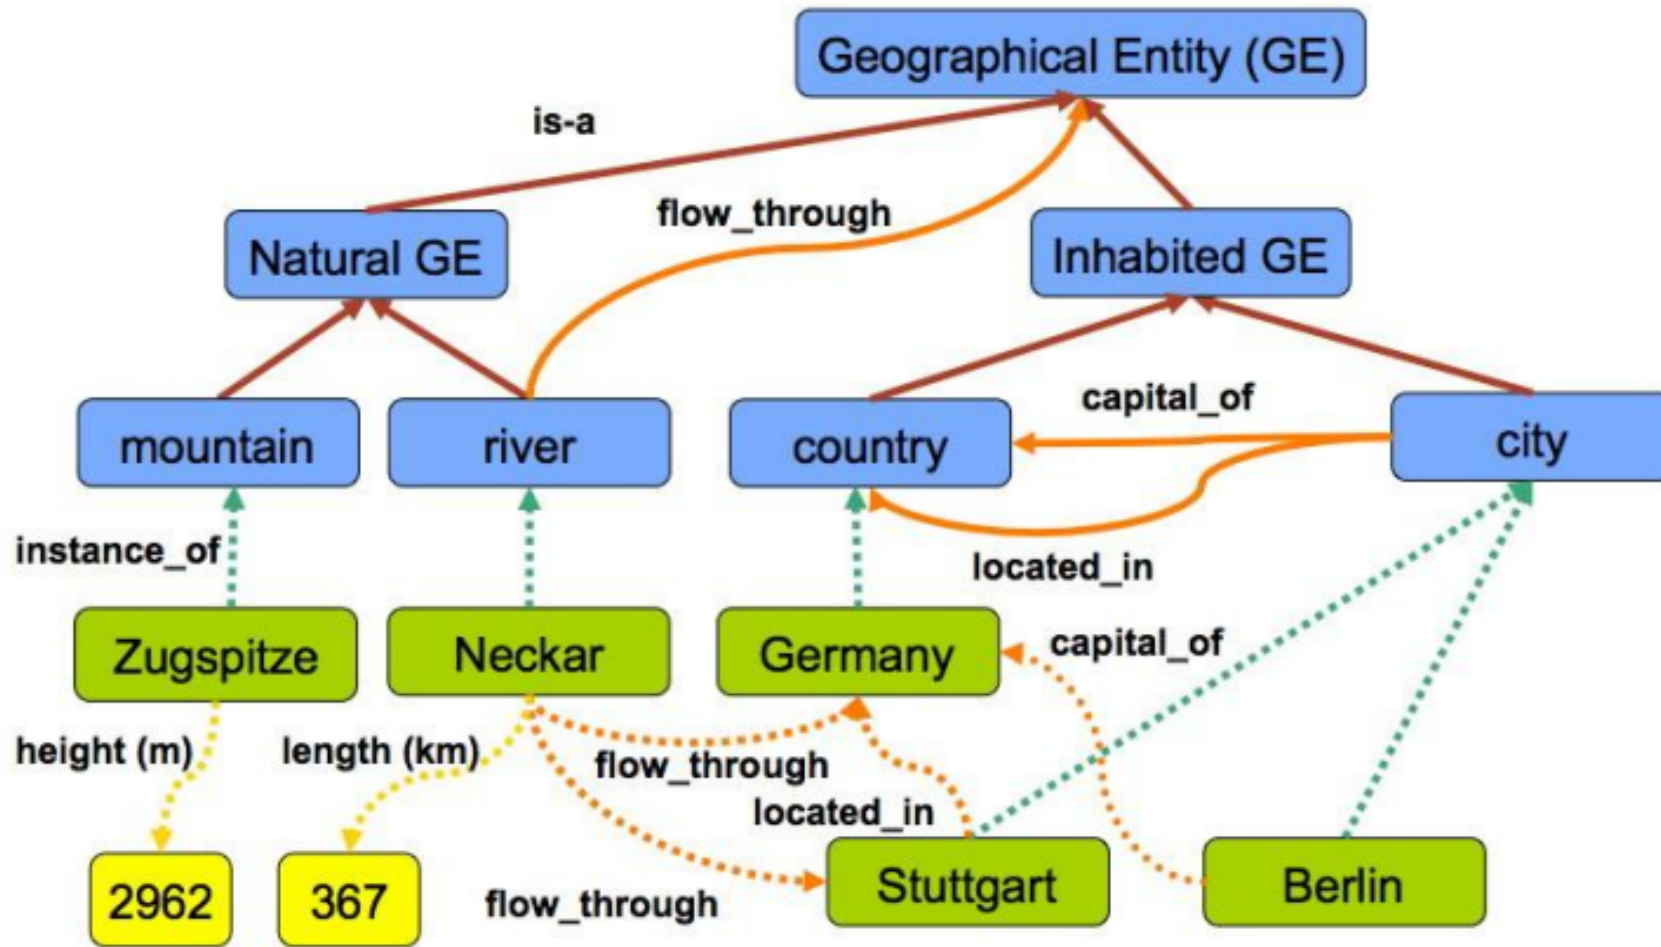 Geographical Entity (GE)
is-a
flow_through
Natural GE
Inhabited GE
capital_of
mountain
river
country
city
instance_of
located_in
Zugspitze
Neckar
Germany
capital_of
height (m)
length (km)
flow_through
located_in
2962
367
flow_through
Stuttgart
Berlin